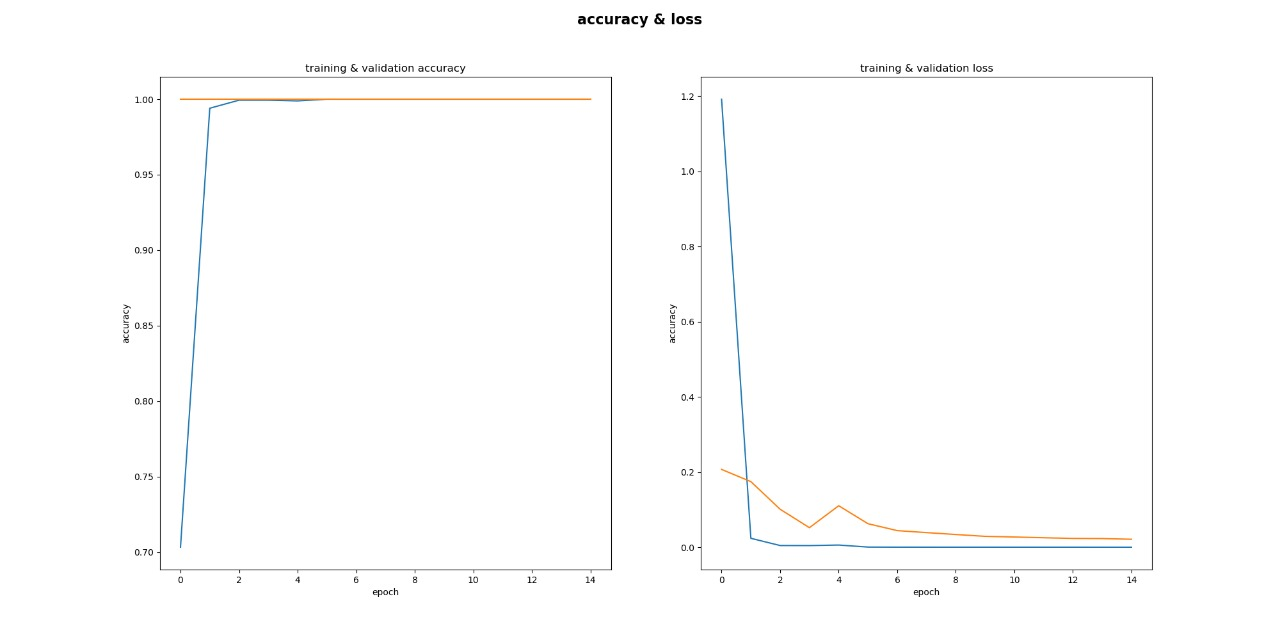 accuracy & loss
training & validation accuracy
1.00
0.95
0.90
0.85
0.80
0.75
0.70
accuracy
0 2 4 6 8 10 12 14
epoch
training & validation loss
1.2
1.0
0.8
0.6
0.4
0.2
0.0
accuracy
0 2 4 6 8 10 12 14
epoch